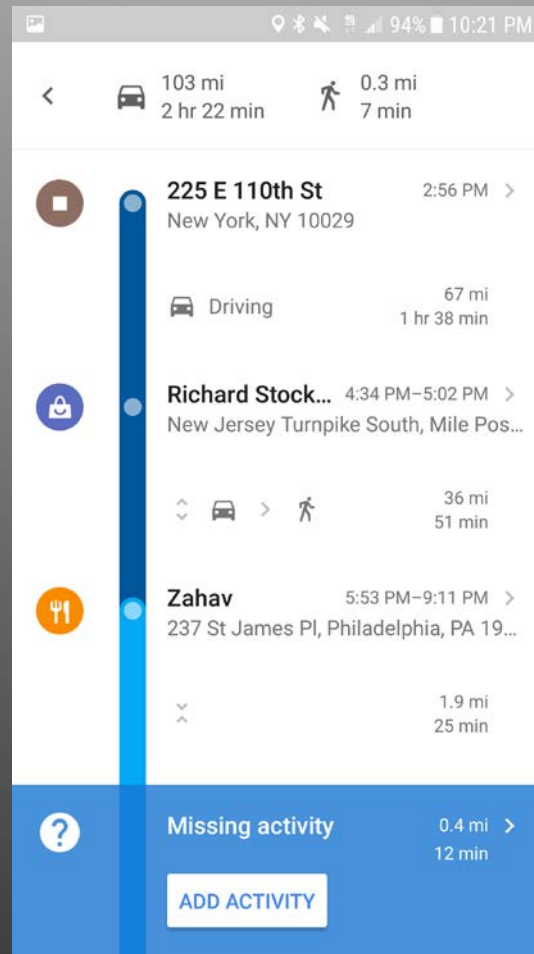 94% 10:21 PM
103 mi
2 hr 22 min
0.3 mi
7 min
225 E 110th St 2:56 PM
New York, NY 10029
Driving 67 mi
1 hr 38 min
Richard Stock... 4:34 PM–5:02 PM
New Jersey Turnpike South, Mile Pos...
36 mi
51 min
Zahav 5:53 PM–9:11 PM
237 St James Pl, Philadelphia, PA 19...
1.9 mi
25 min
Missing activity 0.4 mi
12 min
ADD ACTIVITY